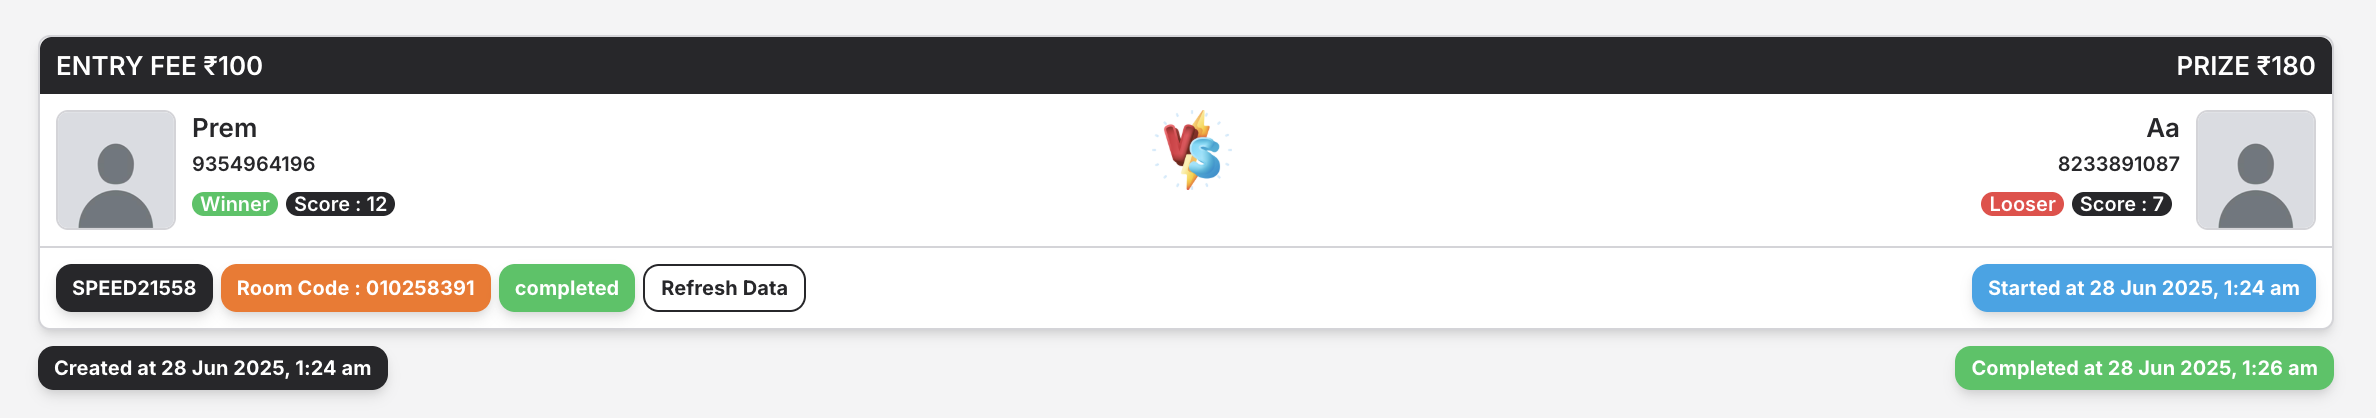 ENTRY FEE ₹100
PRIZE ₹180
Prem
9354964196
Winner Score : 12
VS
Aa
8233891087
Looser Score : 7
SPEED21558 Room Code : 010258391 completed Refresh Data
Started at 28 Jun 2025, 1:24 am
Created at 28 Jun 2025, 1:24 am
Completed at 28 Jun 2025, 1:26 am